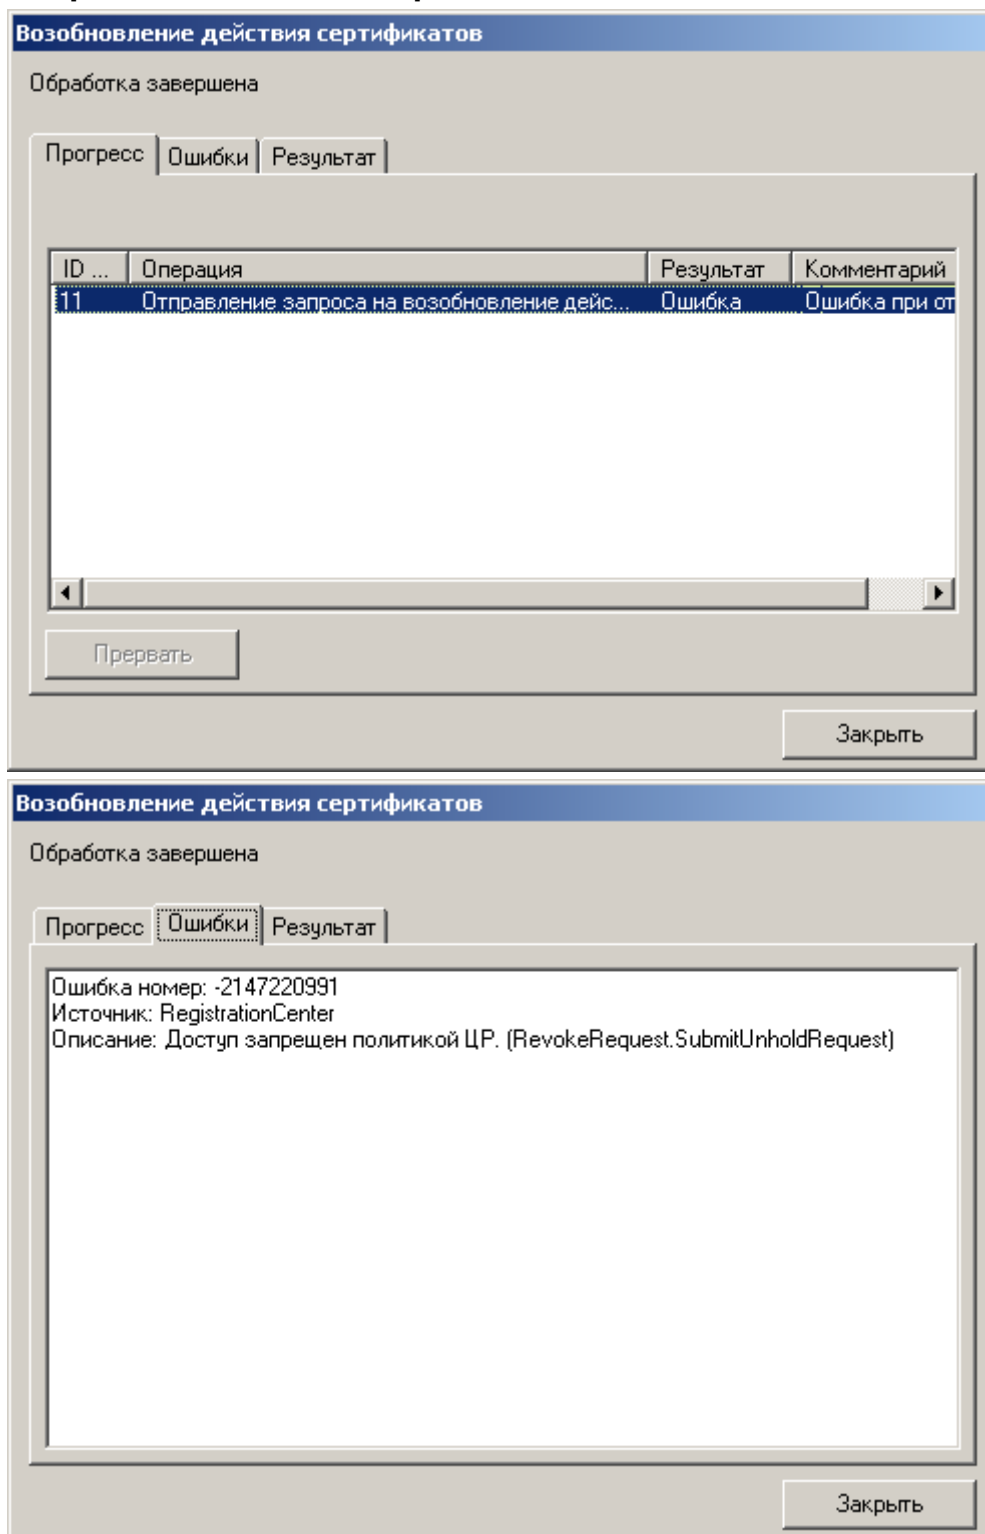 Возобновление действия сертификатов
Обработка завершена
Прогресс Ошибки Результат
ID ... Операция Результат Комментарий
11 Отправление запроса на возобновление дейс... Ошибка Ошибка при от
Прервать
Закрыть
Возобновление действия сертификатов
Обработка завершена
Прогресс Ошибки Результат
Ошибка номер: -2147220991
Источник: RegistrationCenter
Описание: Доступ запрещен политикой ЦР. (RevokeRequest.SubmitUnholdRequest)
Закрыть